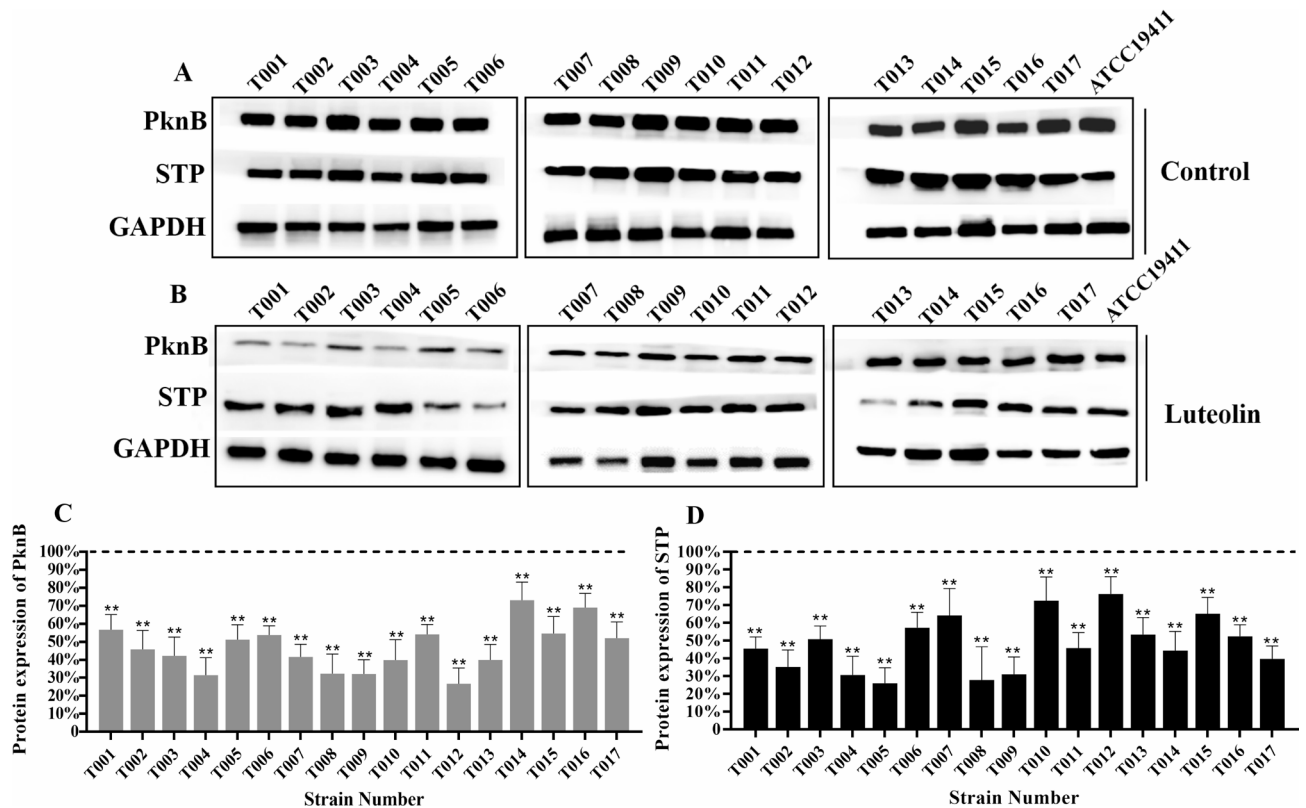 A
T001 T002 T003 T004 T005 T006 T007 T008 T009 T010 T011 T012 T013 T014 T015 T016 T017 ATCC19411
PknB
STP
GAPDH
Control
B
T001 T002 T003 T004 T005 T006 T007 T008 T009 T010 T011 T012 T013 T014 T015 T016 T017 ATCC19411
PknB
STP
GAPDH
Luteolin
C
Protein expression of PknB
100%
90%
80%
70%
60%
50%
40%
30%
20%
10%
0
** ** ** ** ** ** ** ** ** ** ** ** ** ** ** ** **
T001 T002 T003 T004 T005 T006 T007 T008 T009 T010 T011 T012 T013 T014 T015 T016 T017
Strain Number
D
Protein expression of STP
100%
90%
80%
70%
60%
50%
40%
30%
20%
10%
0
** ** ** ** ** ** ** ** ** ** ** ** ** ** ** ** **
T001 T002 T003 T004 T005 T006 T007 T008 T009 T010 T011 T012 T013 T014 T015 T016 T017
Strain Number